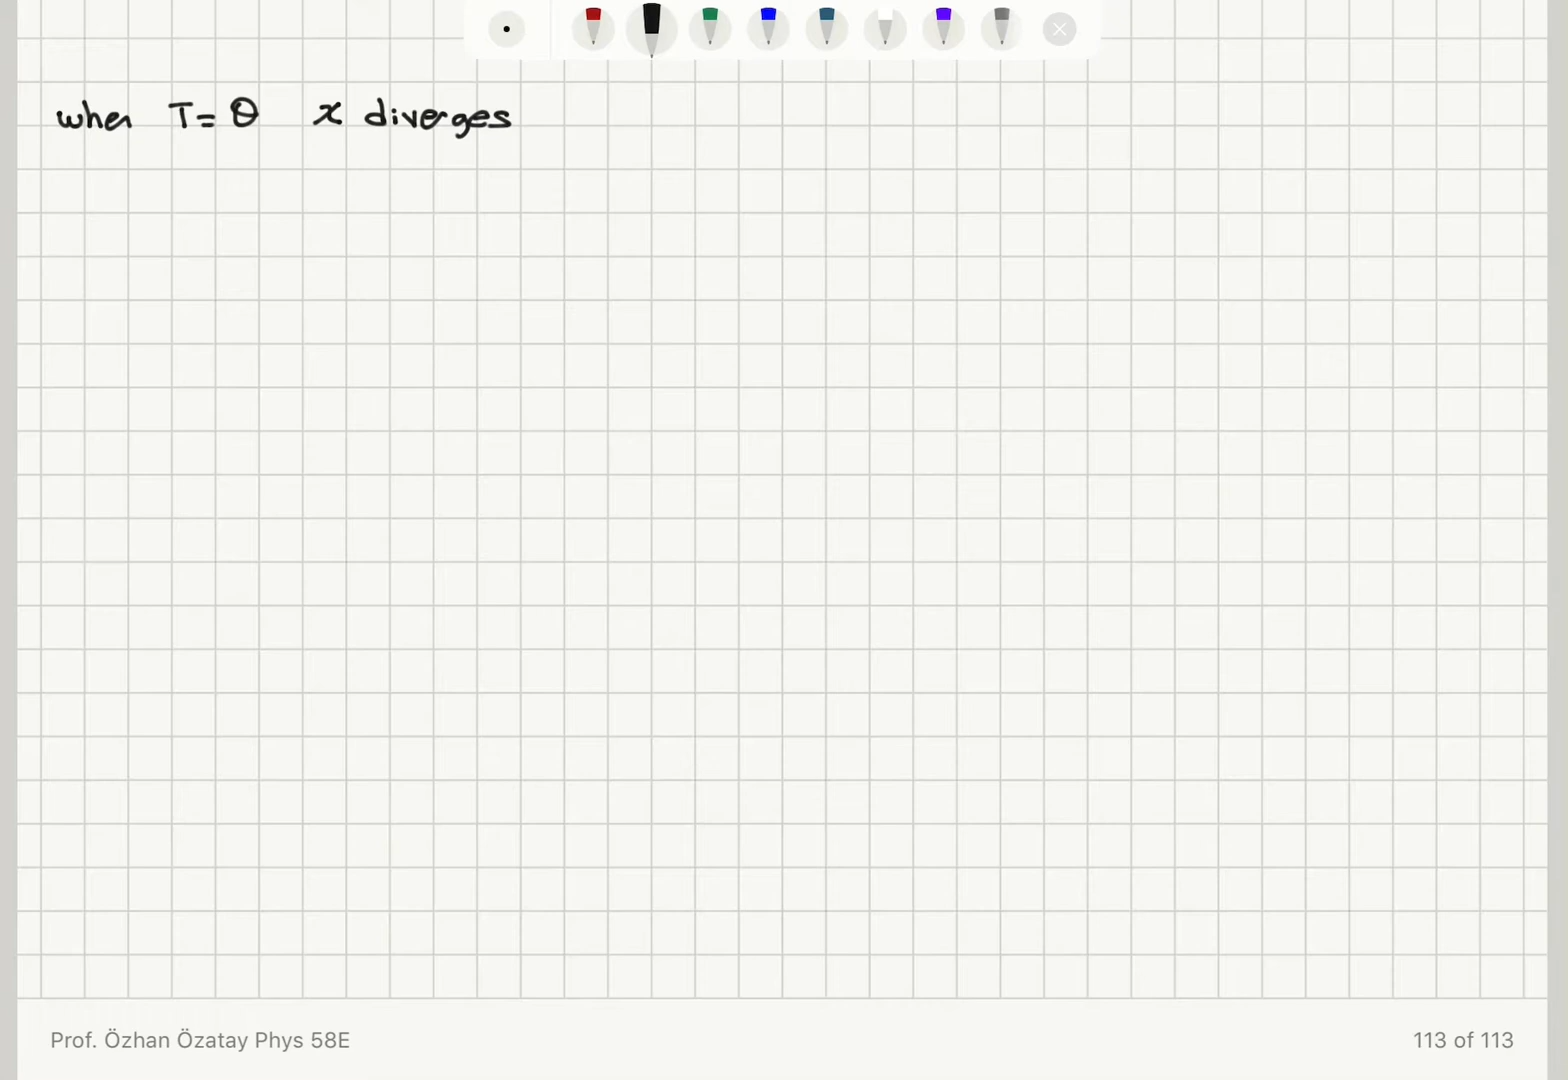 when T= Θ χ diverges
Prof. Özhan Özatay Phys 58E
113 of 113